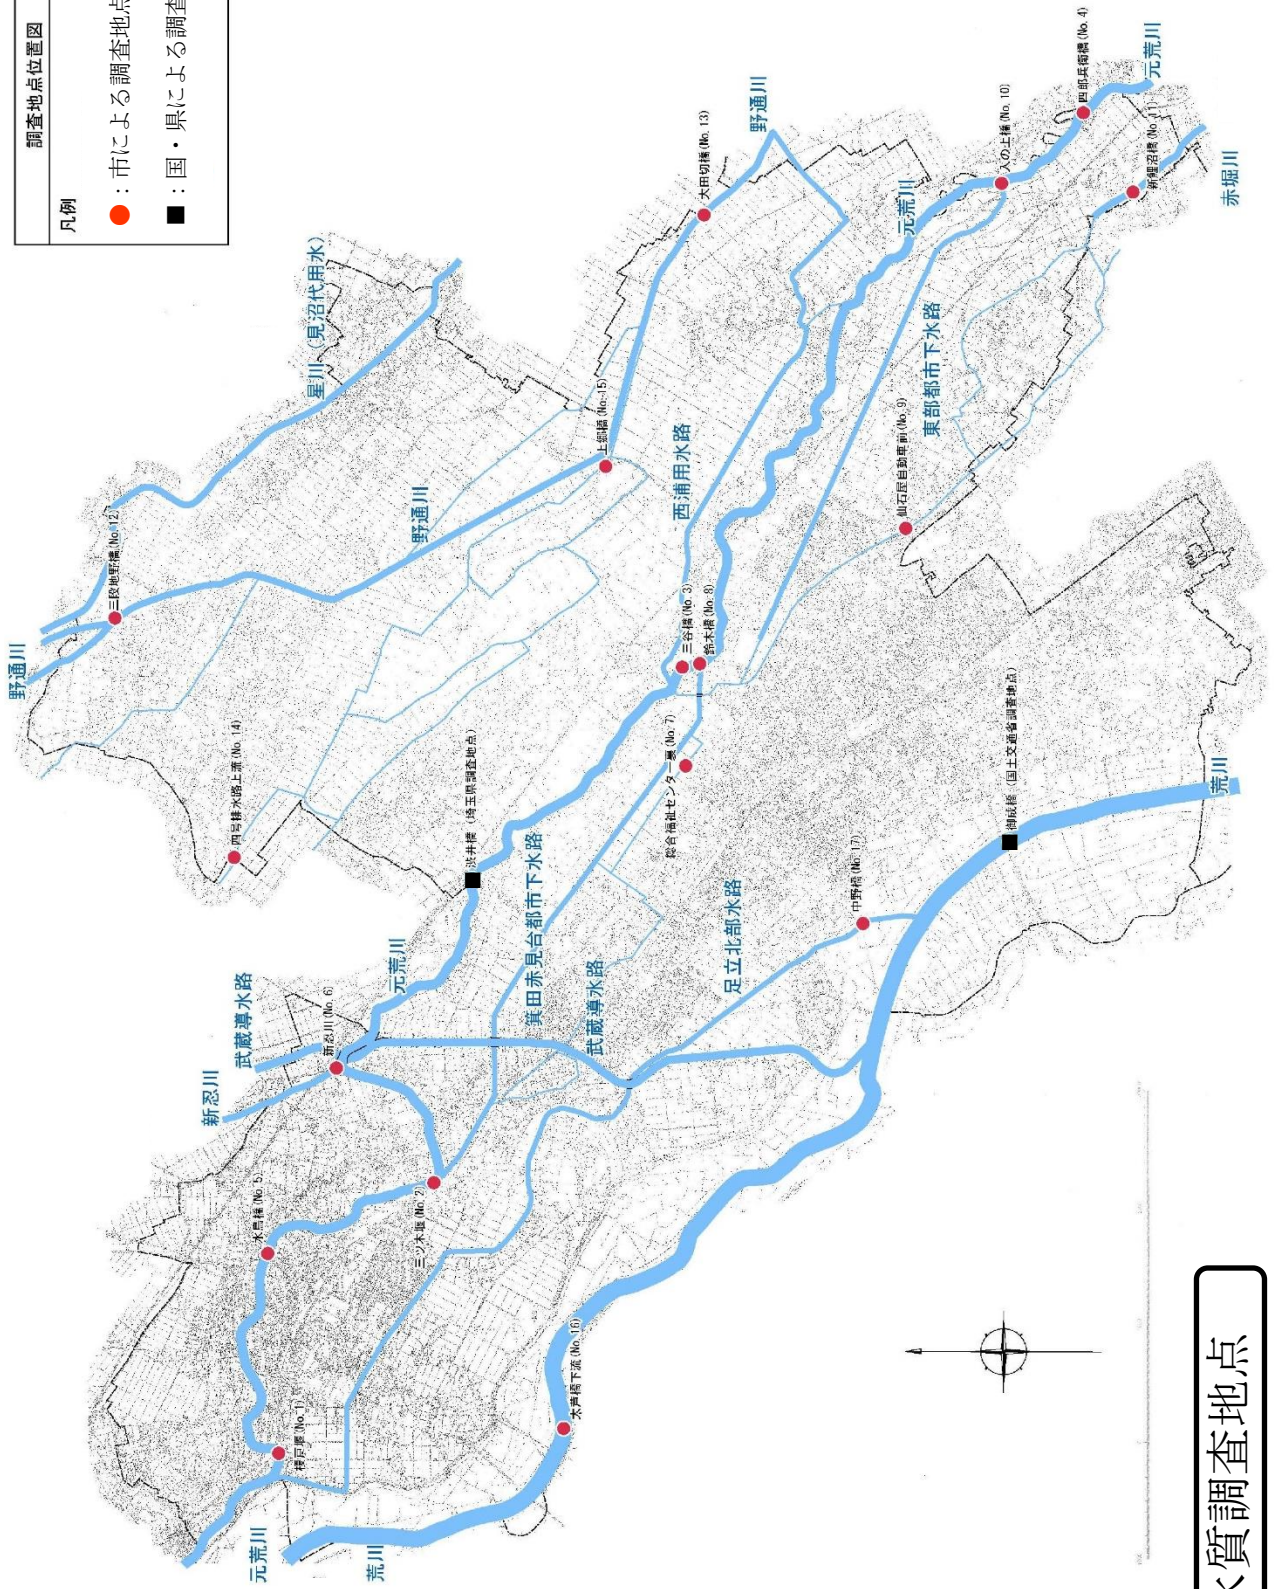 調査地点位置図
凡例
：市による調査地点
：国・県による調査
野通川
三段地野橋(No.12)
星川（見沼代用水）
四号排水路上流(No.14)
野通川
上郷橋(No.15)
大田切橋(No.13)
野通川
渋井橋（埼玉県調査地点）
西浦用水路
三谷橋(No.3)
鈴木橋(No.8)
総合福祉センター裏(No.7)
元荒川
(No.10)
四郎兵衛橋(No.4)
元荒川
新鯉沼橋(No.11)
赤堀川
東部都市下水路
仙石屋自動車前(No.9)
武蔵導水路
新忍川
新忍川(No.6)
元荒川
箕田赤見台都市下水路
武蔵導水路
足立北部水路
中野橋(No.17)
御成橋（国土交通省調査地点）
荒川
水鳥橋(No.5)
三ツ木堰(No.2)
榎戸堰(No.1)
元荒川
荒川
大芦橋下流(No.16)
質調査地点